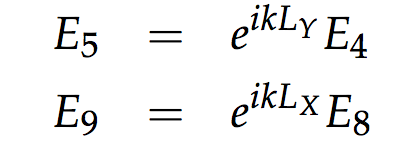 E₅ = e^{ikL_Y} E₄
E₉ = e^{ikL_X} E₈